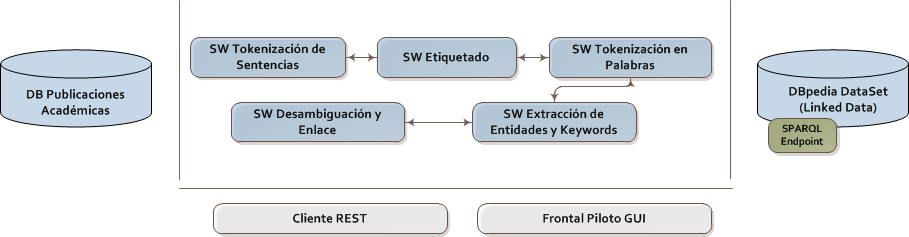 DB Publicaciones
Académicas
SW Tokenización de
Sentencias
SW Etiquetado
SW Tokenización en
Palabras
SW Desambiguación y
Enlace
SW Extracción de
Entidades y Keywords
DBpedia DataSet
(Linked Data)
SPARQL
Endpoint
Cliente REST
Frontal Piloto GUI